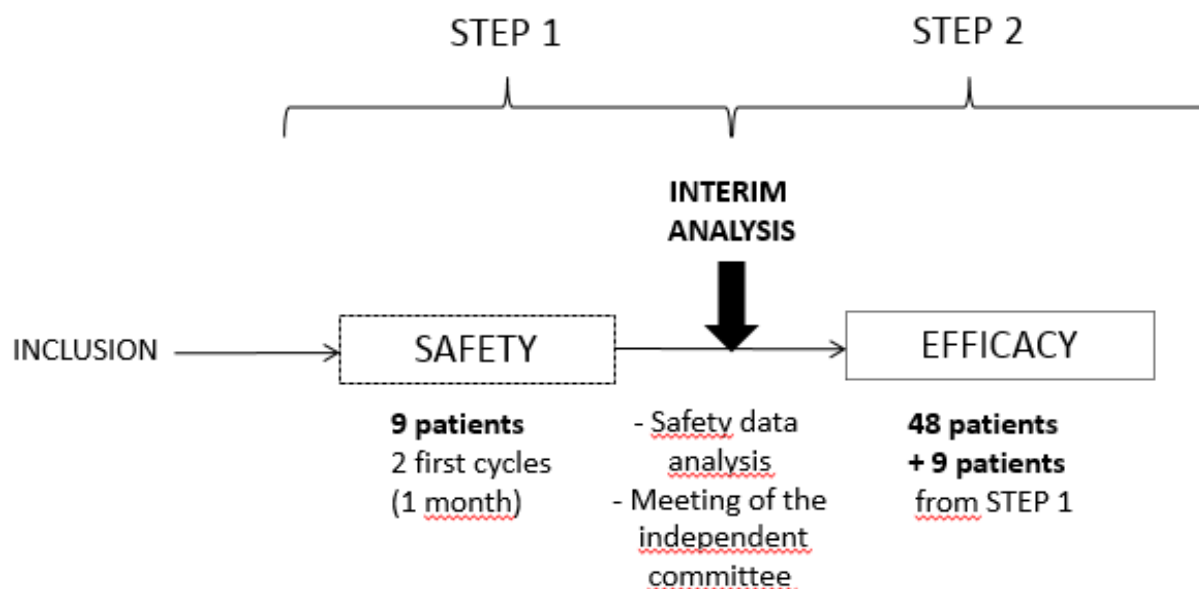 STEP 1
STEP 2
INTERIM
ANALYSIS
INCLUSION
SAFETY
EFFICACY
9 patients
2 first cycles
(1 month)
- Safety data
analysis
- Meeting of the
independent
committee
48 patients
+ 9 patients
from STEP 1